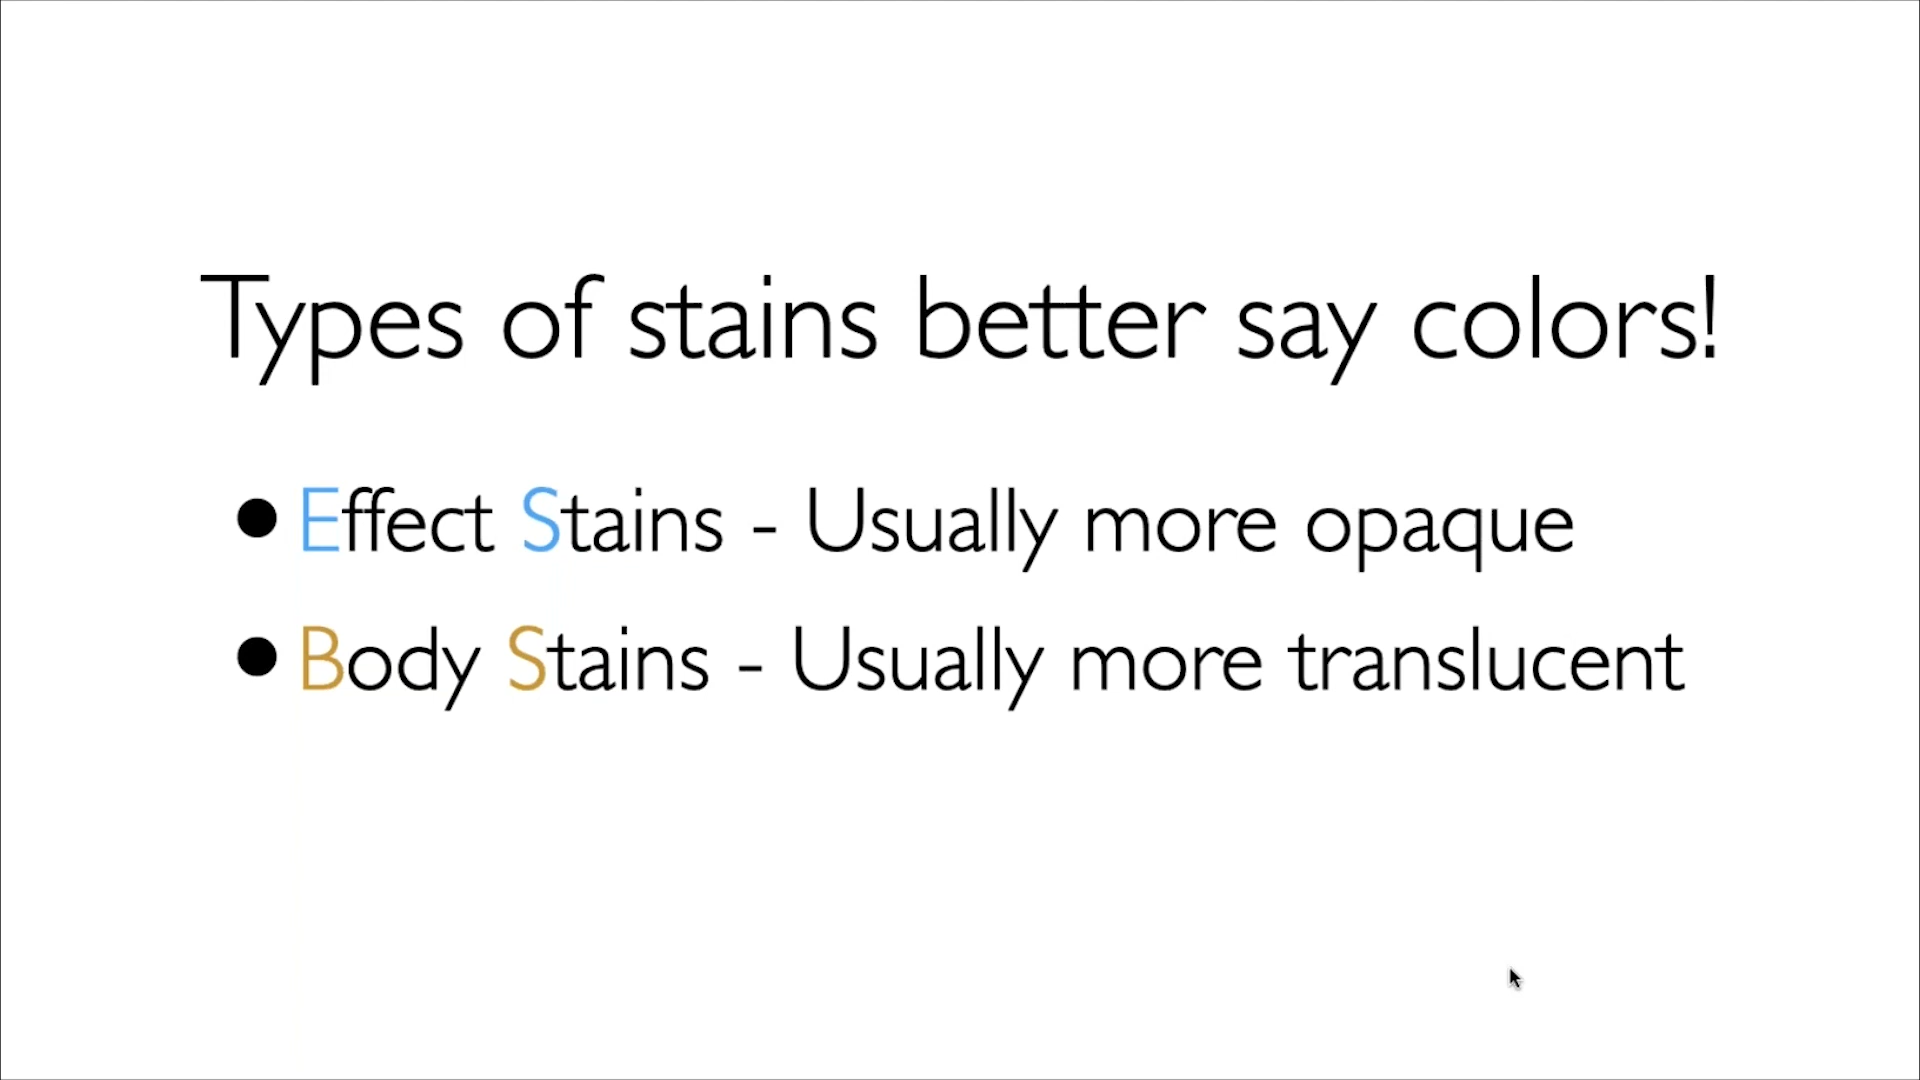 Types of stains better say colors!
• Effect Stains - Usually more opaque
• Body Stains - Usually more translucent